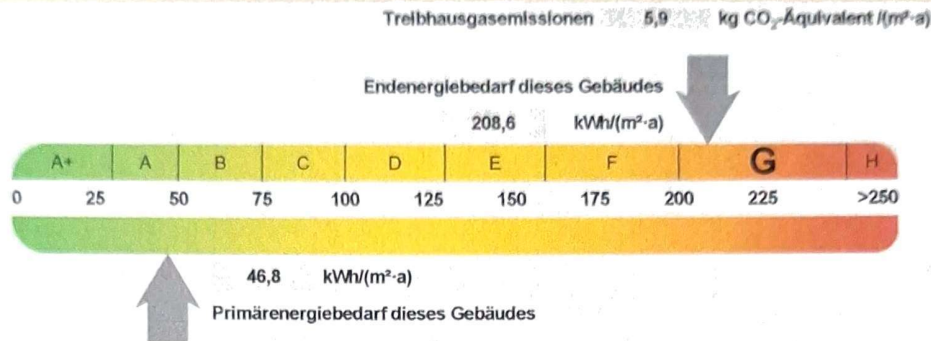 Treibhausgasemissionen 5,9 kg CO₂-Äquivalent /(m²·a)
Endenergiebedarf dieses Gebäudes
208,6 kWh/(m²·a)
A+ A B C D E F G H
0 25 50 75 100 125 150 175 200 225 >250
46,8 kWh/(m²·a)
Primärenergiebedarf dieses Gebäudes